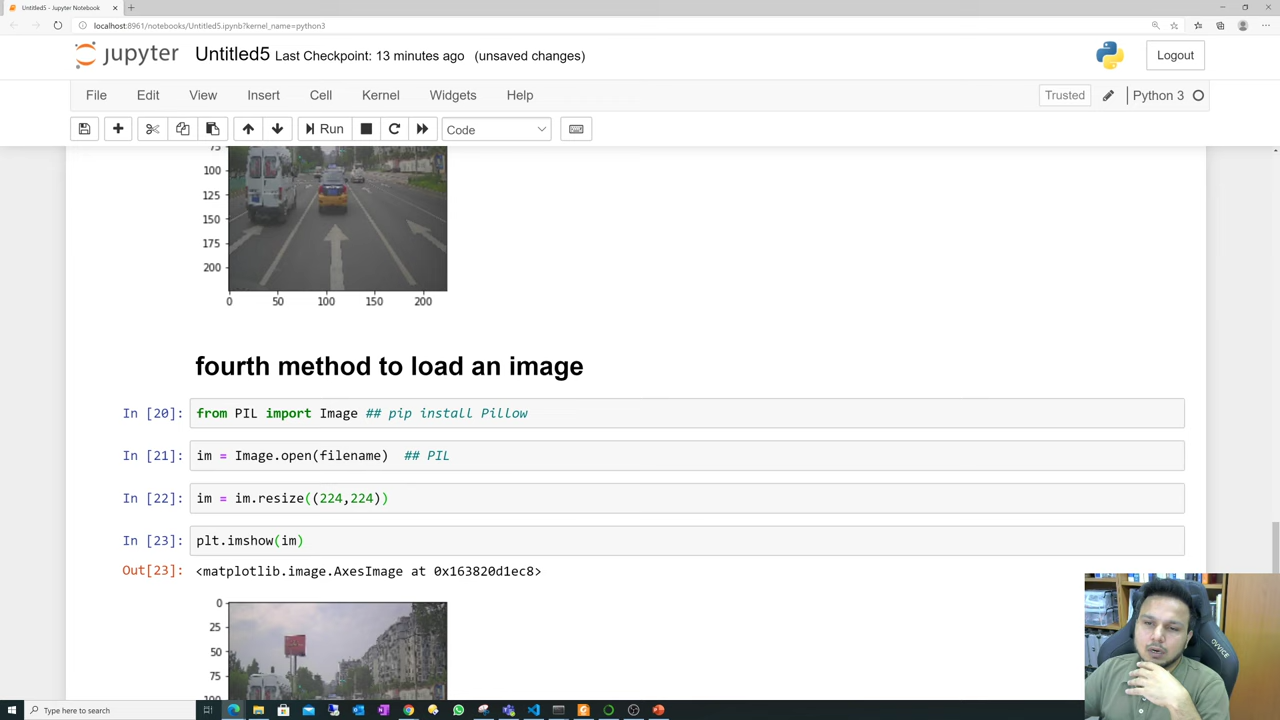 Untitled5 - Jupyter Notebook
localhost:8961/notebooks/Untitled5.ipynb?kernel_name=python3
jupyter Untitled5 Last Checkpoint: 13 minutes ago (unsaved changes)
Logout
File Edit View Insert Cell Kernel Widgets Help
Trusted Python 3
Run Code
75
100
125
150
175
200
0 50 100 150 200
fourth method to load an image
In [20]: from PIL import Image ## pip install Pillow
In [21]: im = Image.open(filename) ## PIL
In [22]: im = im.resize((224,224))
In [23]: plt.imshow(im)
Out[23]: <matplotlib.image.AxesImage at 0x163820d1ec8>
0
25
50
75
100
OVVICE
Type here to search